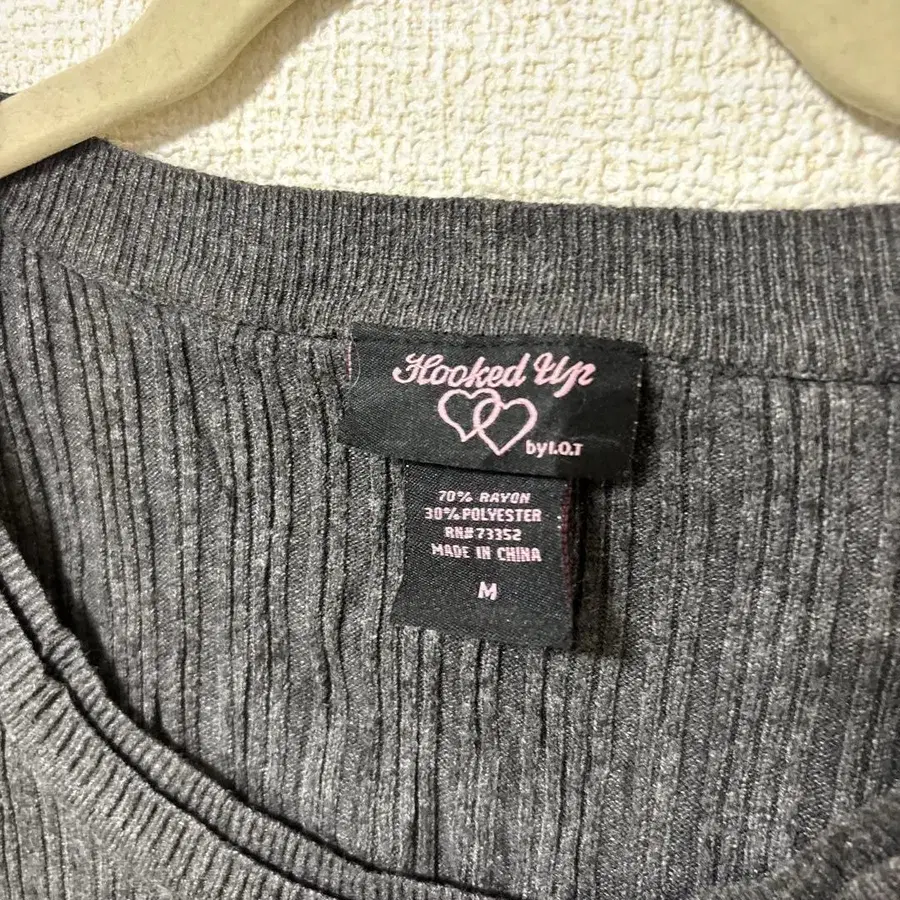 Hooked Up
by I.O.T
70% RAYON
30% POLYESTER
RN#73352
MADE IN CHINA
M